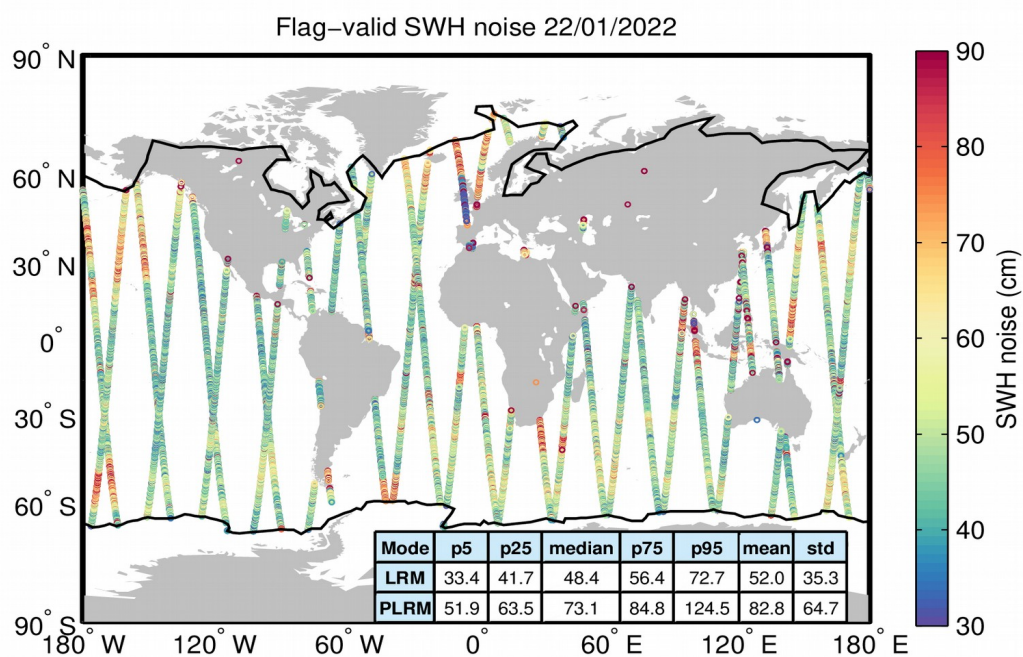 Flag−valid SWH noise 22/01/2022
90° N
60° N
30° N
0°
30° S
60° S
90° S
180° W
120° W
60° W
0°
60° E
120° E
180° E
90
80
70
60
50
40
30
SWH noise (cm)
Mode p5 p25 median p75 p95 mean std
LRM 33.4 41.7 48.4 56.4 72.7 52.0 35.3
PLRM 51.9 63.5 73.1 84.8 124.5 82.8 64.7